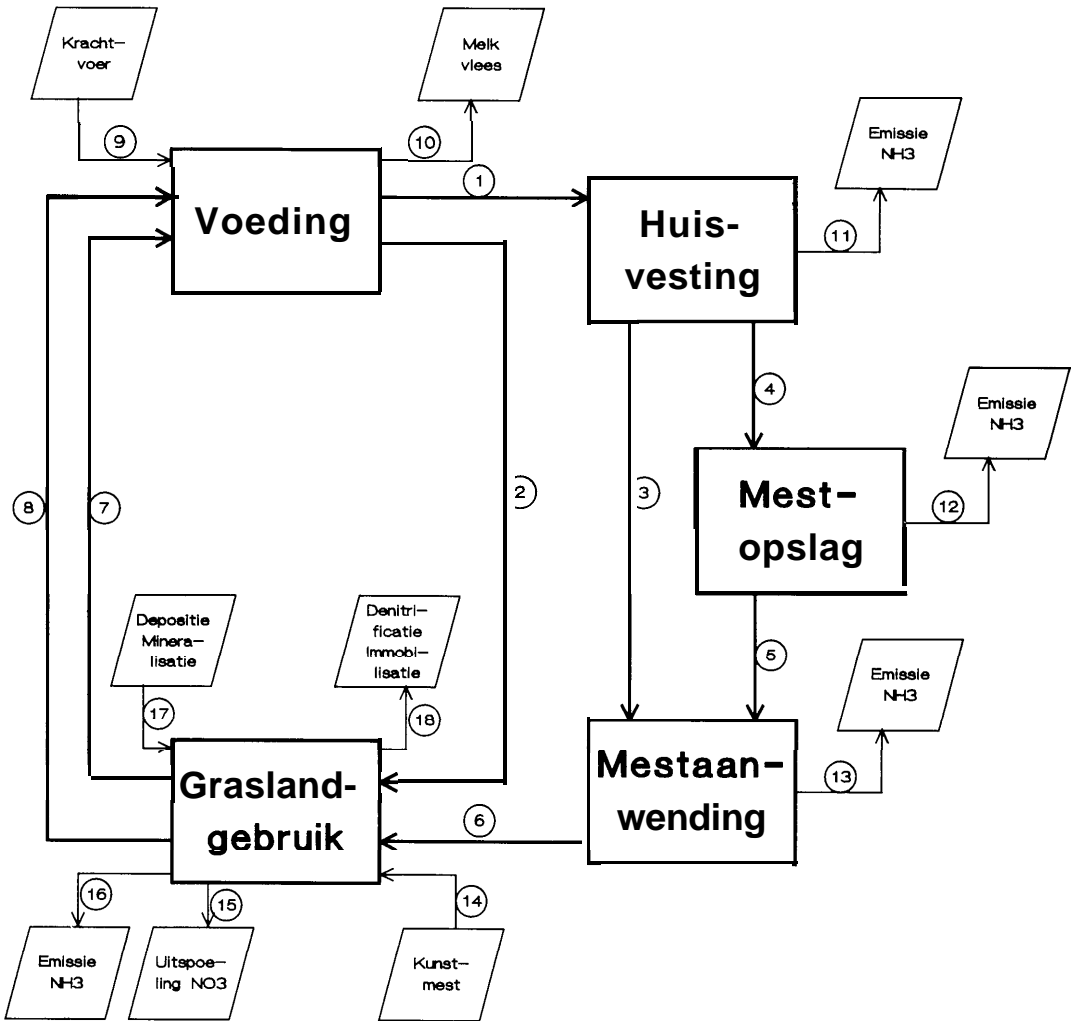 Kracht-
voer
Melk
vlees
9
10
1
Voeding
Huis-
vesting
Emissie
NH3
11
4
Emissie
NH3
8
7
2
3
Mest-
opslag
12
Depositie
Minera-
lisatie
Denitri-
ficatie
Immobi-
lisatie
5
Emissie
NH3
17
18
Grasland-
gebruik
6
Mestaan-
wending
13
16
15
14
Emissie
NH3
Uitspoe-
ling NO3
Kunst-
mest